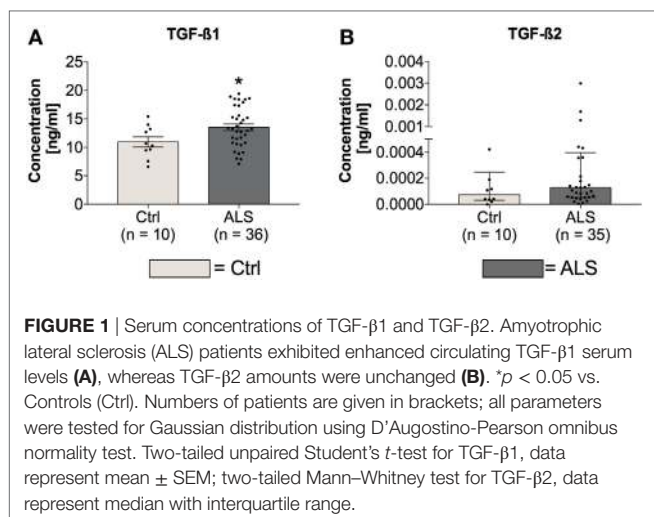 A
TGF-ß1
Concentration
[ng/ml]
25
20
15
10
5
0
*
Ctrl
(n = 10)
ALS
(n = 36)
B
TGF-ß2
Concentration
[ng/ml]
0.004
0.003
0.002
0.001
0.0004
0.0002
0.0000
Ctrl
(n = 10)
ALS
(n = 35)
= Ctrl
= ALS
FIGURE 1 | Serum concentrations of TGF-β1 and TGF-β2. Amyotrophic
lateral sclerosis (ALS) patients exhibited enhanced circulating TGF-β1 serum
levels (A), whereas TGF-β2 amounts were unchanged (B). *p < 0.05 vs.
Controls (Ctrl). Numbers of patients are given in brackets; all parameters
were tested for Gaussian distribution using D’Augostino-Pearson omnibus
normality test. Two-tailed unpaired Student’s t-test for TGF-β1, data
represent mean ± SEM; two-tailed Mann–Whitney test for TGF-β2, data
represent median with interquartile range.